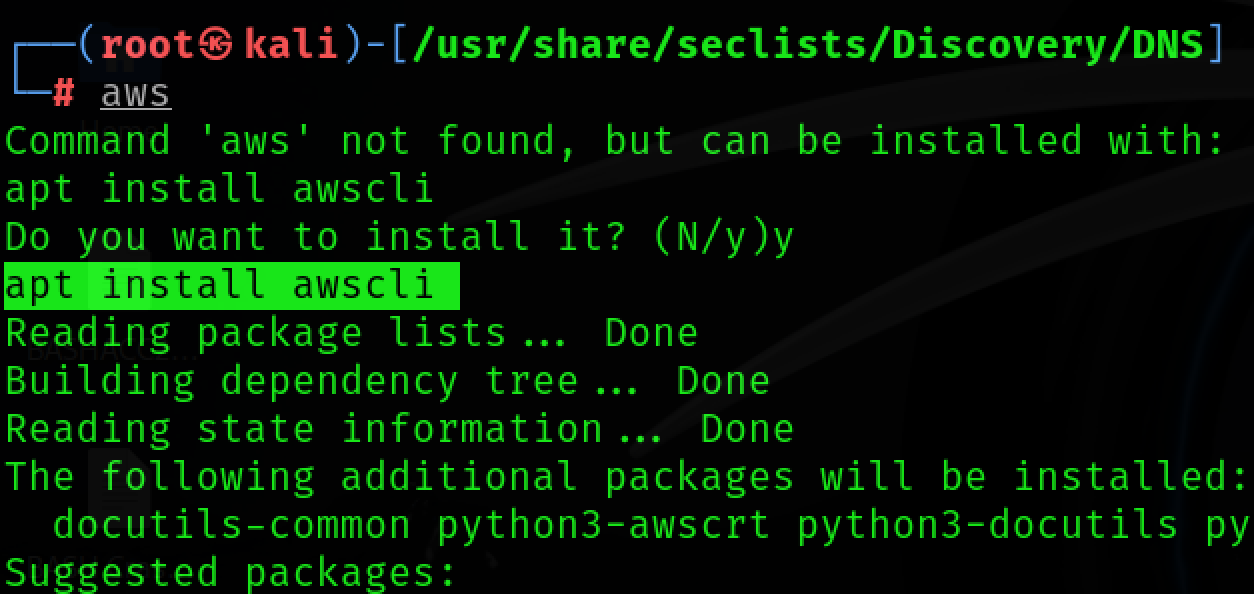 ┌──(root㉿kali)-[/usr/share/seclists/Discovery/DNS]
└─# aws
Command 'aws' not found, but can be installed with:
apt install awscli
Do you want to install it? (N/y)y
apt install awscli
Reading package lists... Done
Building dependency tree... Done
Reading state information... Done
The following additional packages will be installed:
  docutils-common python3-awscrt python3-docutils py
Suggested packages: